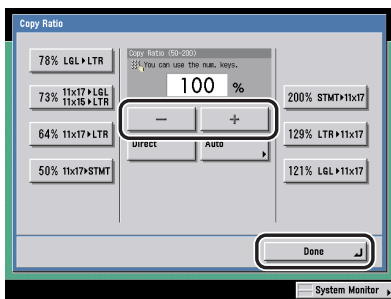 Copy Ratio
78% LGL▶LTR
73% 11x17▶LGL
11x15▶LTR
64% 11x17▶LTR
50% 11x17▶STMT
Copy Ratio (50-200)
You can use the num. keys.
100 %
- +
Direct Auto
200% STMT▶11x17
129% LTR▶11x17
121% LGL▶11x17
Done
System Monitor